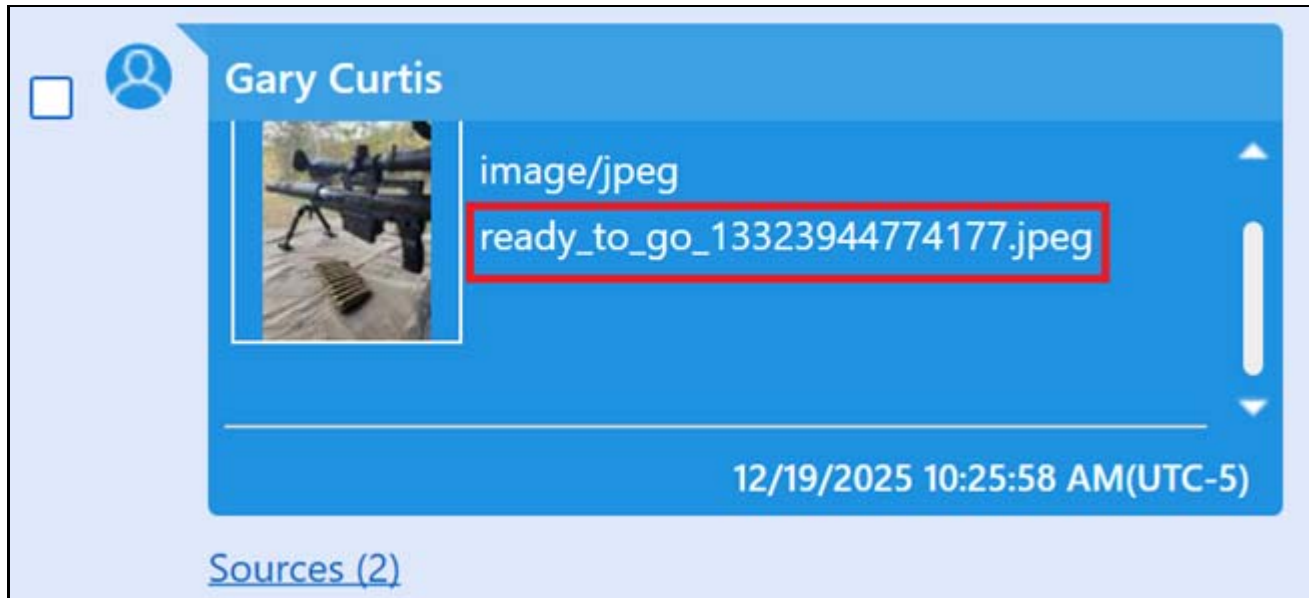 Gary Curtis
image/jpeg
ready_to_go_13323944774177.jpeg
12/19/2025 10:25:58 AM(UTC-5)
Sources (2)